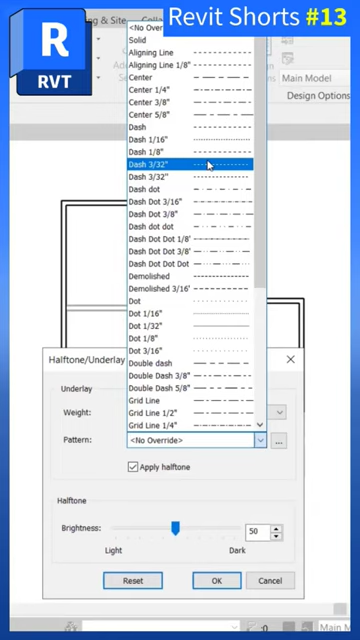 Revit Shorts #13
R
RVT
ng & Site
Colla
<No Over
Solid
Aligning Line
Aligning Line 1/8"
Center
Center 1/4"
Center 3/8"
Center 5/8"
Dash
Dash 1/16"
Dash 1/8"
Dash 3/32"
Dash 3/32"
Dash dot
Dash Dot 3/16"
Dash Dot 3/8"
Dash dot dot
Dash Dot Dot 1/8"
Dash Dot Dot 3/8"
Dash Dot Dot Dot
Demolished
Demolished 3/16"
Dot
Dot 1/16"
Dot 1/32"
Dot 1/8"
Dot 3/16"
Double dash
Double Dash 3/8"
Double Dash 5/8"
Grid Line
Grid Line 1/2"
Grid Line 1/4"
Main Model
Design Options
Halftone/Underlay
Underlay
Weight:
Pattern:
<No Override>
...
Apply halftone
Halftone
Brightness:
50
Light
Dark
Reset
OK
Cancel
:0
Main M